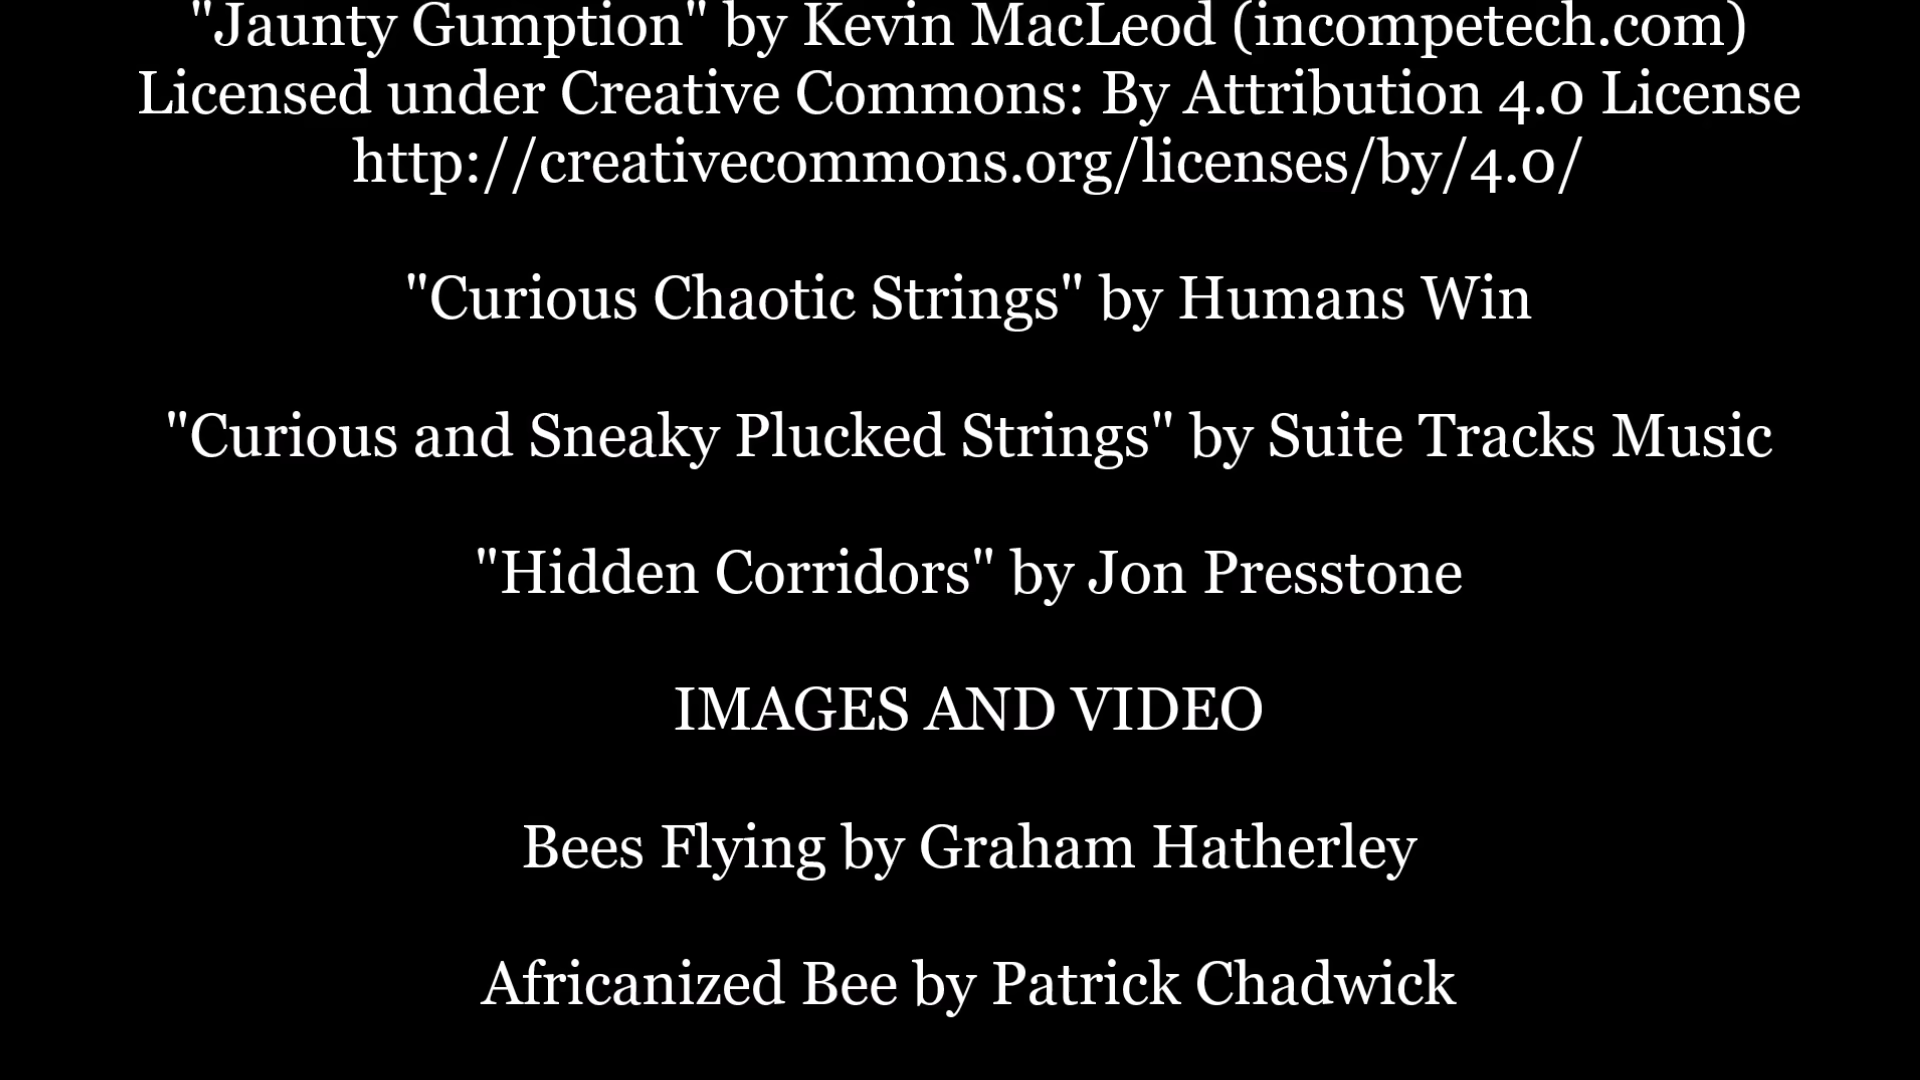 "Jaunty Gumption" by Kevin MacLeod (incompetech.com)
Licensed under Creative Commons: By Attribution 4.0 License
http://creativecommons.org/licenses/by/4.0/
"Curious Chaotic Strings" by Humans Win
"Curious and Sneaky Plucked Strings" by Suite Tracks Music
"Hidden Corridors" by Jon Presstone
IMAGES AND VIDEO
Bees Flying by Graham Hatherley
Africanized Bee by Patrick Chadwick